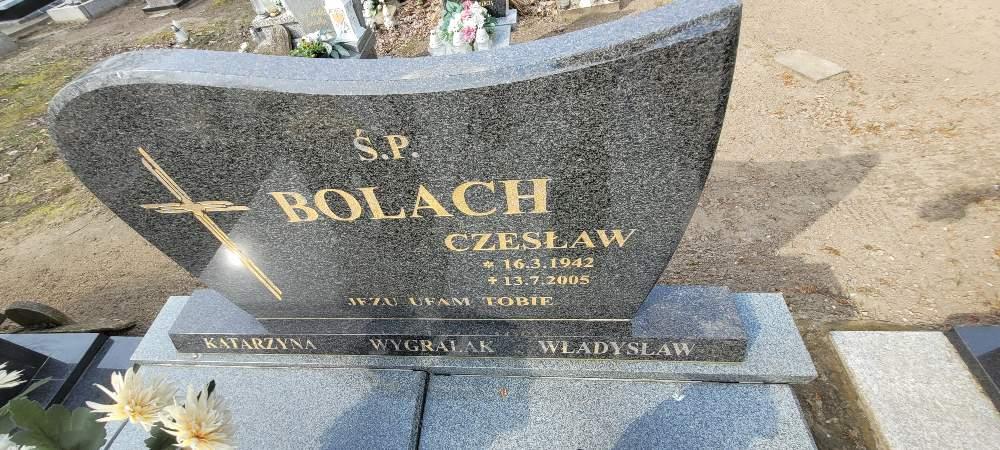 Ś.P.
BOLACH
CZESŁAW
* 16.3.1942
✝ 13.7.2005
JEZU UFAM TOBIE
KATARZYNA WYGRALAK WŁADYSŁAW